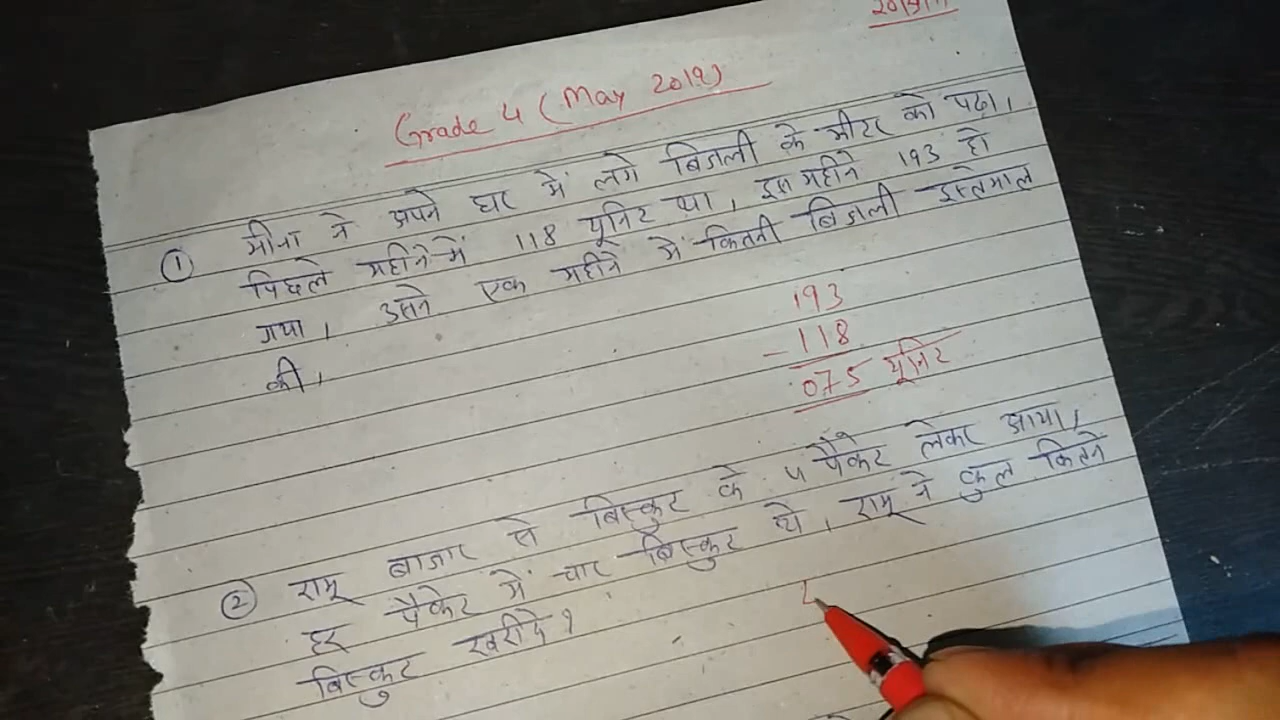 Grade 4 (May 2019)
① मीना ने अपने घर में लगे बिजली के मीटर को पढ़ा।
पिछले महीने में 118 यूनिट था, इस महीने 193 हो
गया। उसने एक महीने में कितनी बिजली इस्तेमाल
की।
193
- 118
075 यूनिट
② रामू बाजार से बिस्कुट के 5 पैकेट लेकर आया।
हर पैकेट में चार बिस्कुट थे। रामू ने कुल कितने
बिस्कुट खरीदे?